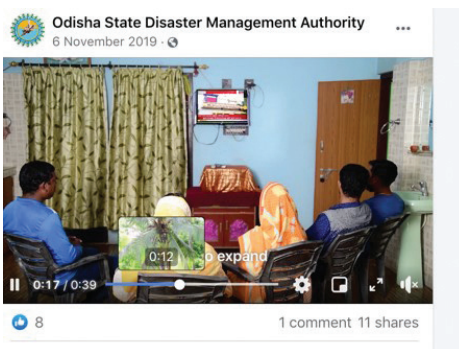 Odisha State Disaster Management Authority
6 November 2019 ·
0:12
o expand
0:17 / 0:39
8
1 comment 11 shares